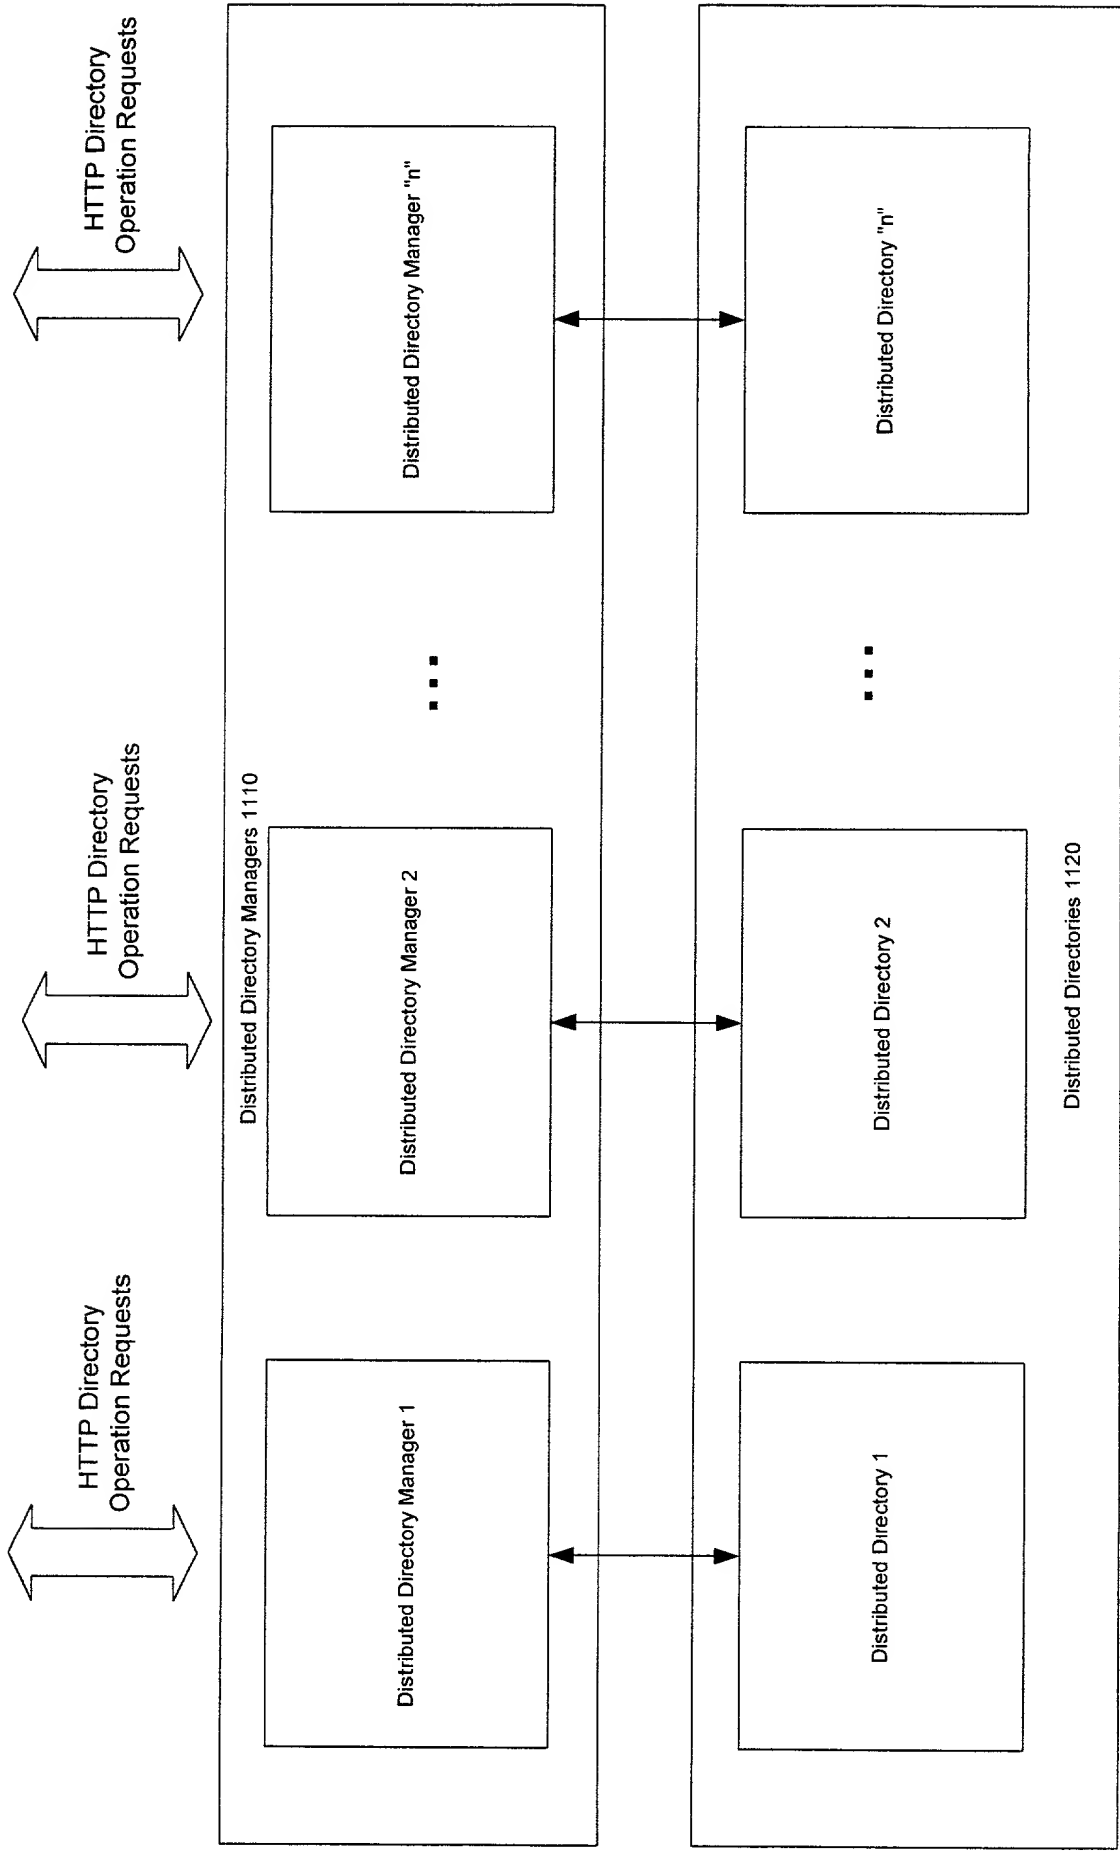 HTTP Directory
Operation Requests
HTTP Directory
Operation Requests
HTTP Directory
Operation Requests
Distributed Directory Managers 1110
Distributed Directory Manager 1
Distributed Directory Manager 2
...
Distributed Directory Manager "n"
Distributed Directory 1
Distributed Directory 2
...
Distributed Directory "n"
Distributed Directories 1120